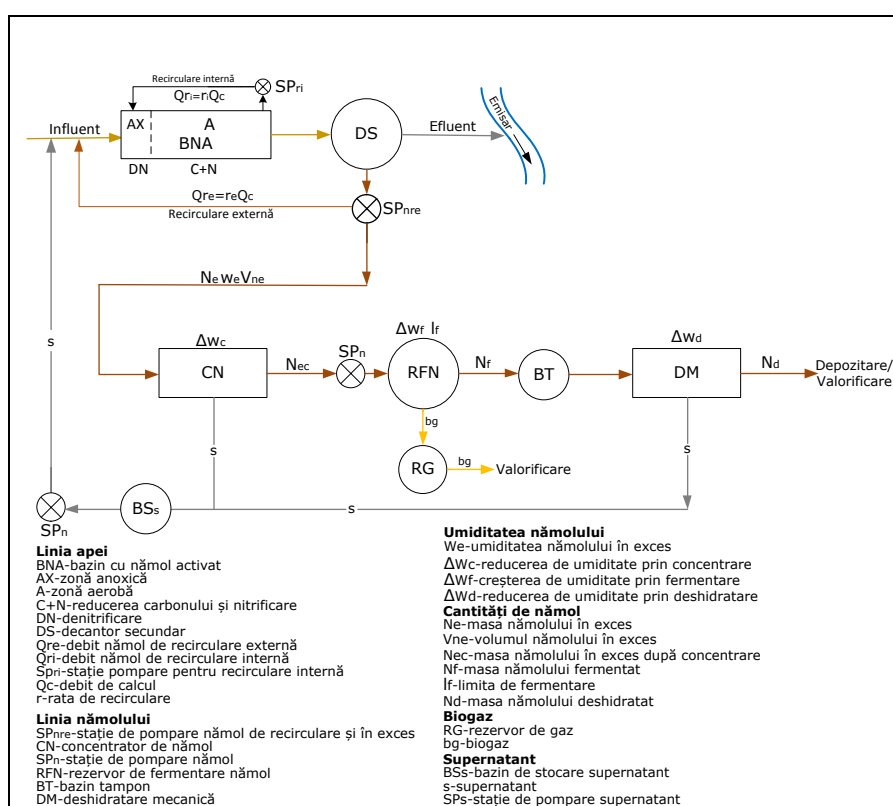 Recirculare internă
Qri=riQc
SPri
Influent
AX
A
BNA
DN
C+N
DS
Efluent
Emisar
Qre=reQc
Recirculare externă
SPnre
NeweVne
s
Δwc
CN
Nec
SPn
Δwf lf
RFN
Nf
BT
Δwd
DM
Nd
Depozitare/
Valorificare
s
bg
s
RG
bg
Valorificare
SPn
BSs
s
Linia apei
BNA-bazin cu nămol activat
AX-zonă anoxică
A-zonă aerobă
C+N-reducerea carbonului și nitrificare
DN-denitrificare
DS-decantor secundar
Qre-debit nămol de recirculare externă
Qri-debit nămol de recirculare internă
Spri-stație pompare pentru recirculare internă
Qc-debit de calcul
r-rata de recirculare
Linia nămolului
SPnre-stație de pompare nămol de recirculare și în exces
CN-concentrator de nămol
SPn-stație de pompare nămol
RFN-rezervor de fermentare nămol
BT-bazin tampon
DM-deshidratare mecanică
Umiditatea nămolului
We-umiditatea nămolului în exces
ΔWc-reducerea de umiditate prin concentrare
ΔWf-creșterea de umiditate prin fermentare
ΔWd-reducerea de umiditate prin deshidratare
Cantități de nămol
Ne-masa nămolului în exces
Vne-volumul nămolului în exces
Nec-masa nămolului în exces după concentrare
Nf-masa nămolului fermentat
lf-limita de fermentare
Nd-masa nămolului deshidratat
Biogaz
RG-rezervor de gaz
bg-biogaz
Supernatant
BSs-bazin de stocare supernatant
s-supernatant
SPs-stație de pompare supernatant